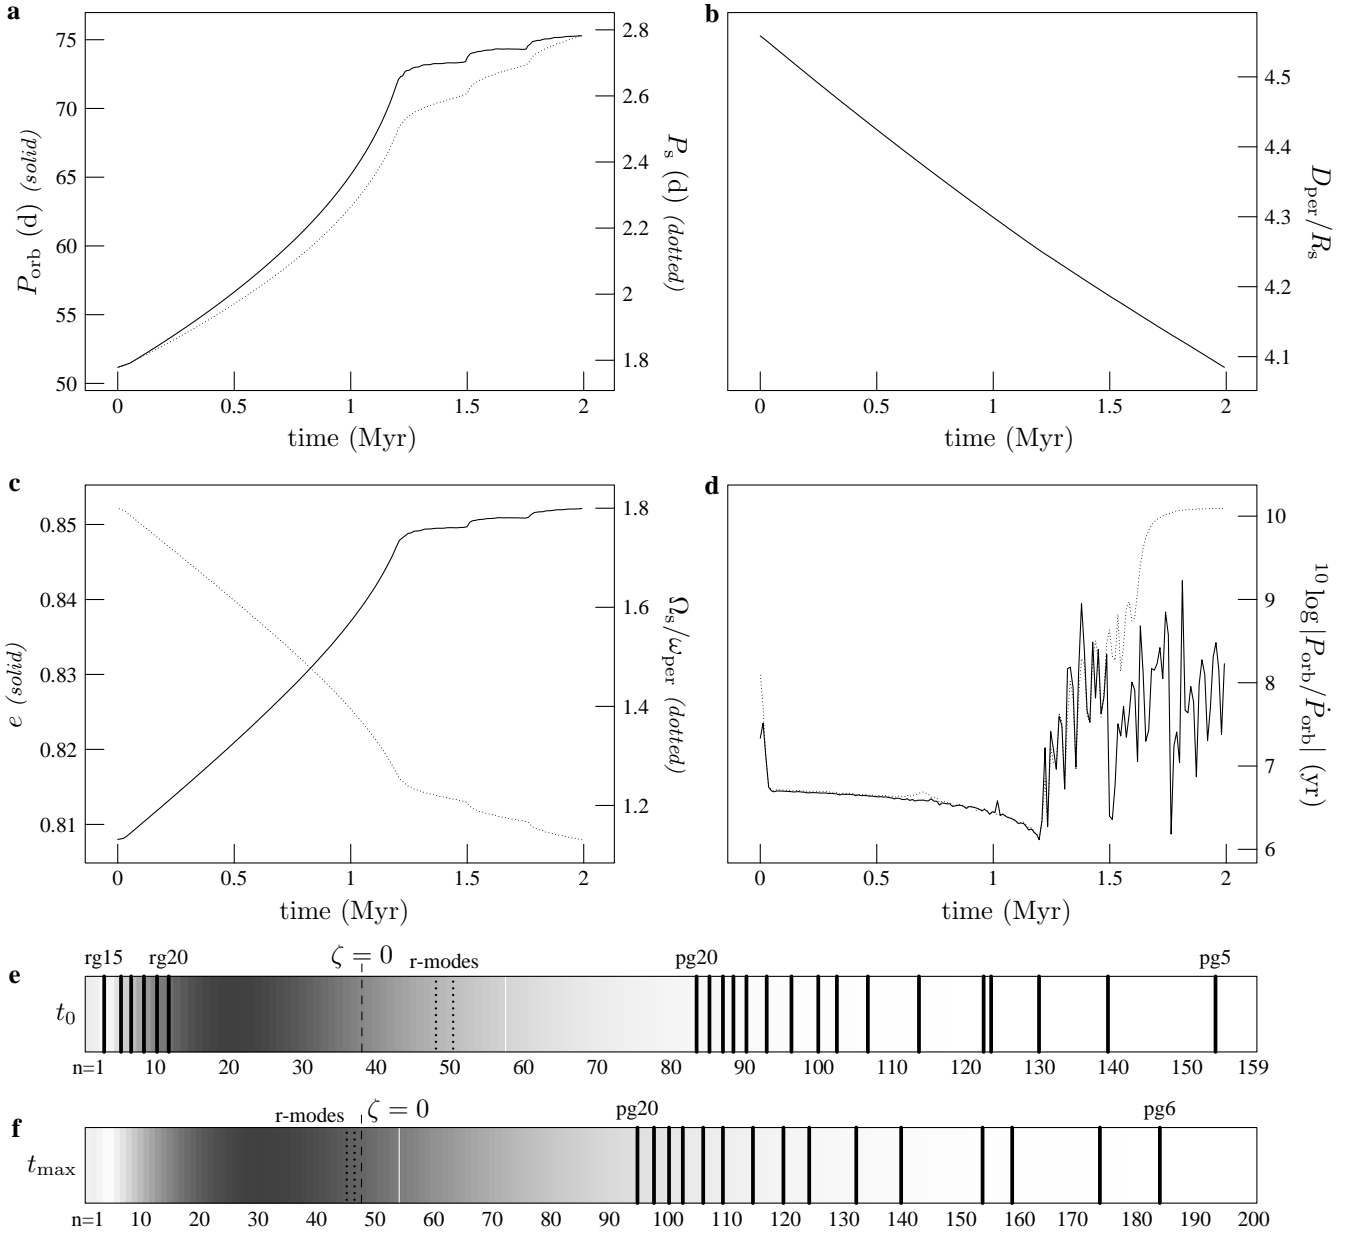 a
b
75
70
65
60
55
50
P_orb (d) (solid)
2.8
2.6
2.4
2.2
2
1.8
P_s (d) (dotted)
0 0.5 1 1.5 2
time (Myr)
4.5
4.4
4.3
4.2
4.1
D_per/R_s
0 0.5 1 1.5 2
time (Myr)
c
d
0.85
0.84
0.83
0.82
0.81
e (solid)
1.8
1.6
1.4
1.2
Ω_s/ω_per (dotted)
0 0.5 1 1.5 2
time (Myr)
10
9
8
7
6
¹⁰log|P_orb/Ṗ_orb| (yr)
0 0.5 1 1.5 2
time (Myr)
e
rg15 rg20 ζ = 0 r-modes pg20 pg5
t₀
n=1 10 20 30 40 50 60 70 80 90 100 110 120 130 140 150 159
f
r-modes ζ = 0 pg20 pg6
t_max
n=1 10 20 30 40 50 60 70 80 90 100 110 120 130 140 150 160 170 180 190 200